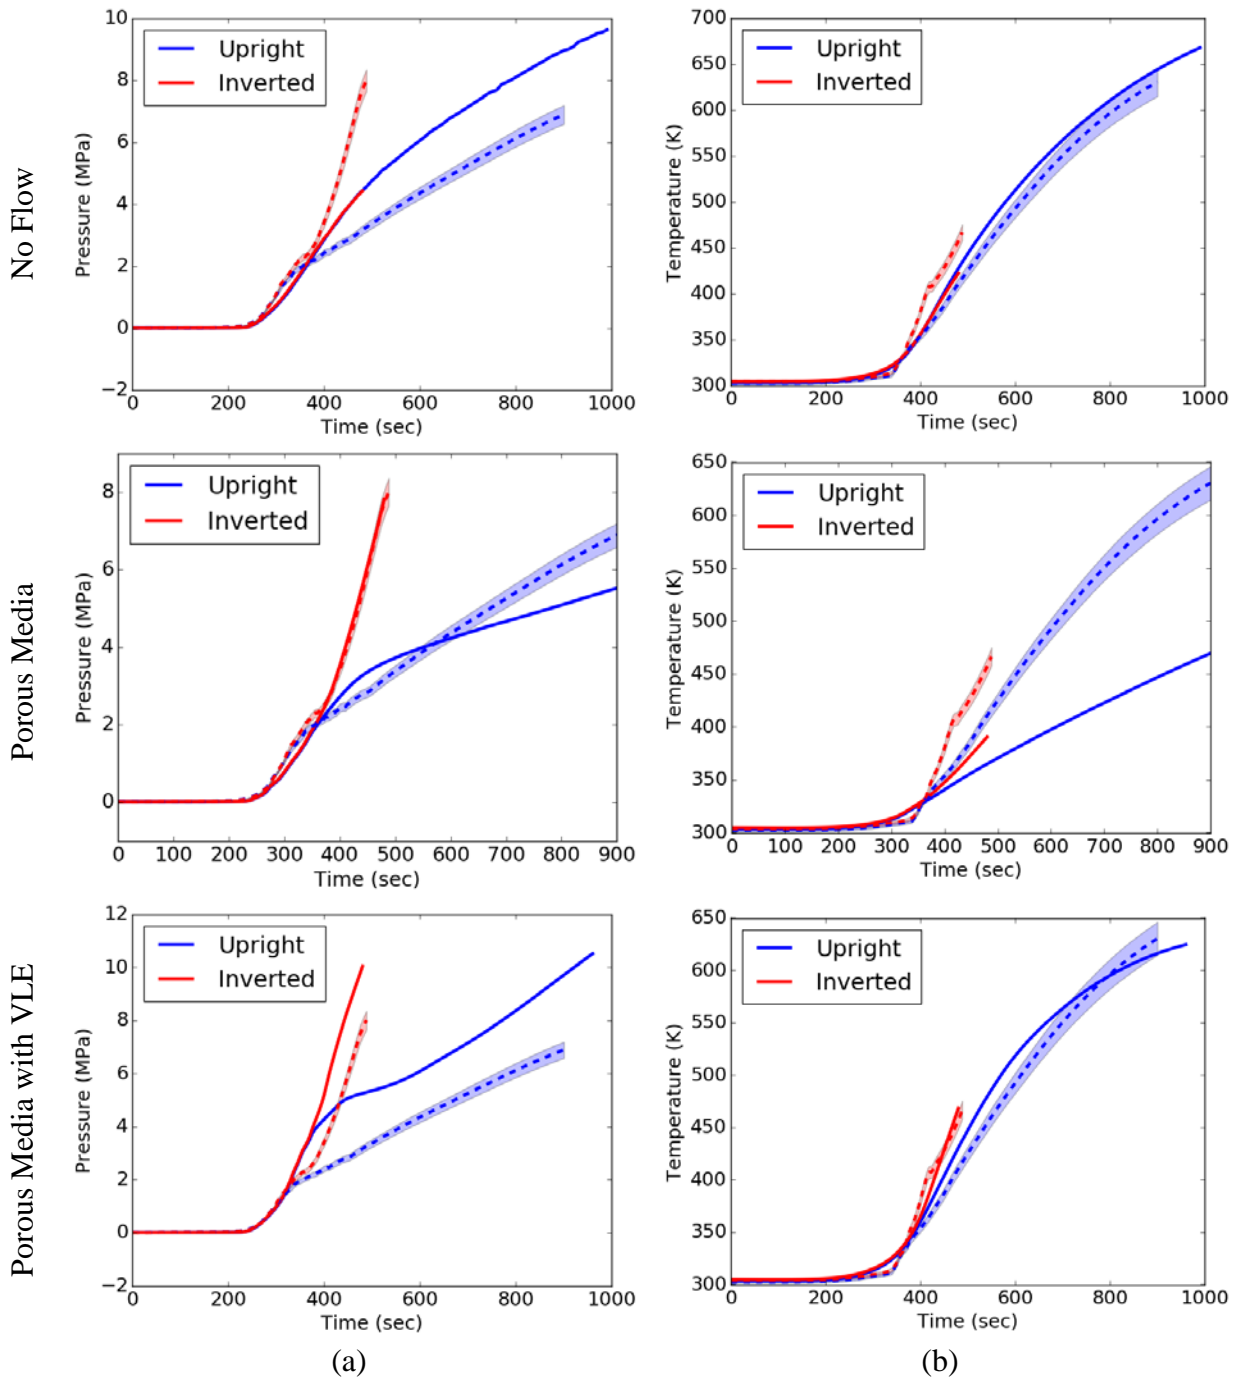 No Flow
Pressure (MPa)
10
8
6
4
2
0
−2
Upright
Inverted
0 200 400 600 800 1000
Time (sec)
Temperature (K)
700
650
600
550
500
450
400
350
300
Upright
Inverted
0 200 400 600 800 1000
Time (sec)
Porous Media
Pressure (MPa)
8
6
4
2
0
Upright
Inverted
0 100 200 300 400 500 600 700 800 900
Time (sec)
Temperature (K)
650
600
550
500
450
400
350
300
Upright
Inverted
0 100 200 300 400 500 600 700 800 900
Time (sec)
Porous Media with VLE
Pressure (MPa)
12
10
8
6
4
2
0
−2
Upright
Inverted
0 200 400 600 800 1000
Time (sec)
Temperature (K)
650
600
550
500
450
400
350
300
Upright
Inverted
0 200 400 600 800 1000
Time (sec)
(a) (b)